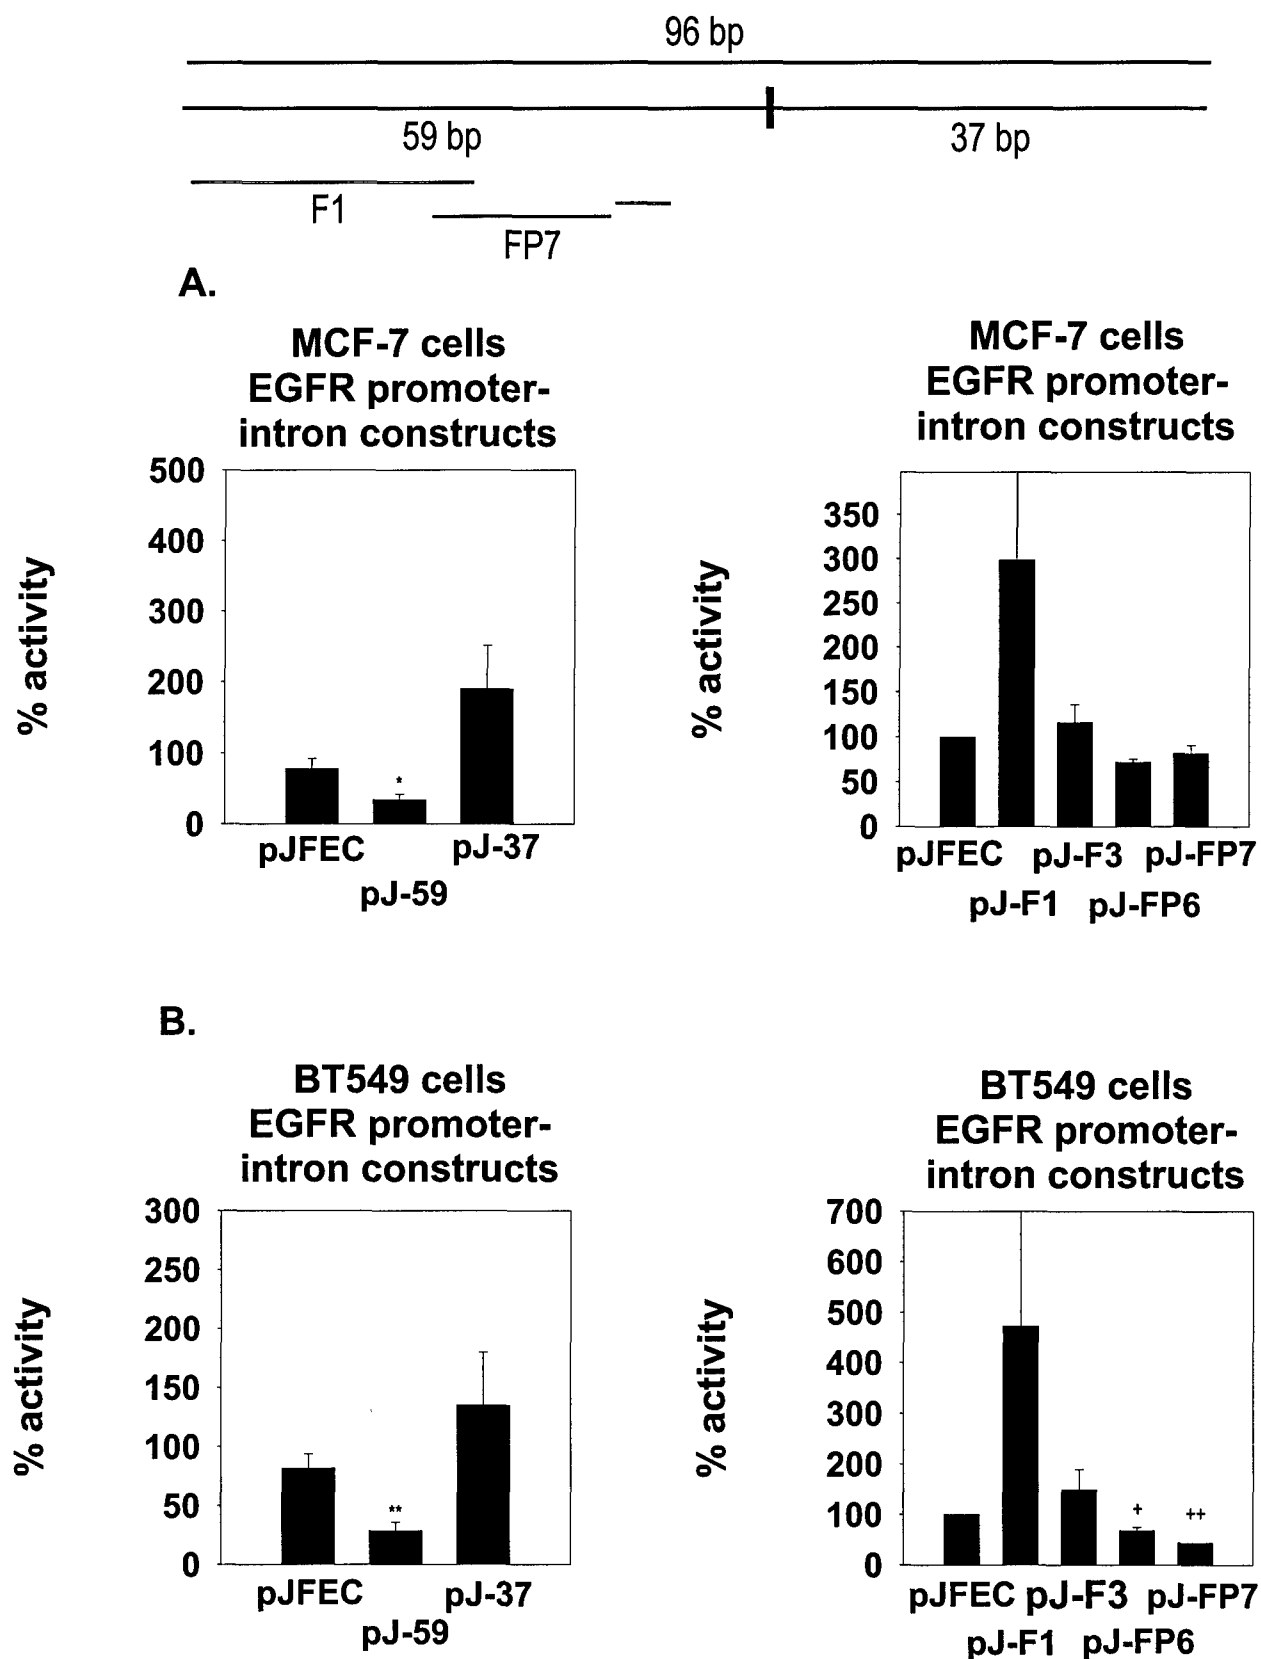 96 bp
59 bp
37 bp
F1
FP7
A.
MCF-7 cells
EGFR promoter-
intron constructs
500
400
300
200
100
0
% activity
*
pJFEC
pJ-37
pJ-59
MCF-7 cells
EGFR promoter-
intron constructs
350
300
250
200
150
100
50
0
% activity
pJFEC
pJ-F3
pJ-FP7
pJ-F1
pJ-FP6
B.
BT549 cells
EGFR promoter-
intron constructs
300
250
200
150
100
50
0
% activity
**
pJFEC
pJ-37
pJ-59
BT549 cells
EGFR promoter-
intron constructs
700
600
500
400
300
200
100
0
% activity
+
++
pJFEC
pJ-F3
pJ-FP7
pJ-F1
pJ-FP6